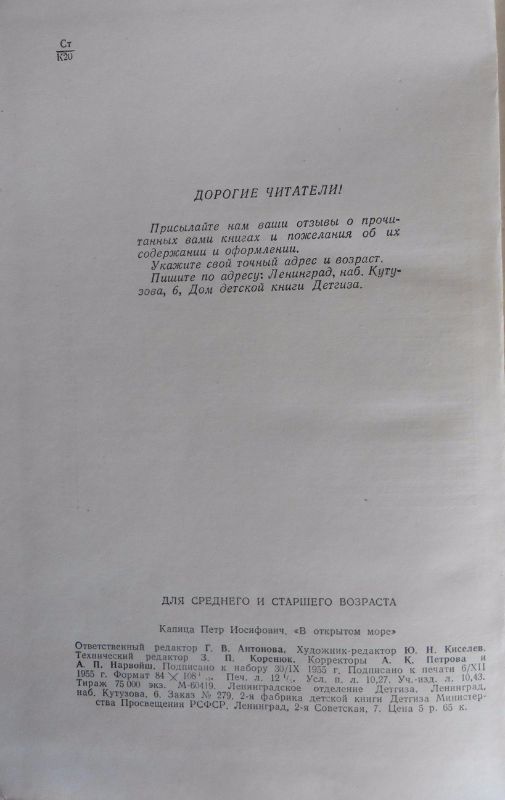 Ст
К20
ДОРОГИЕ ЧИТАТЕЛИ!
Присылайте нам ваши отзывы о прочи-
танных вами книгах и пожелания об их
содержании и оформлении.
Укажите свой точный адрес и возраст.
Пишите по адресу: Ленинград, наб. Куту-
зова, 6, Дом детской книги Детгиза.
ДЛЯ СРЕДНЕГО И СТАРШЕГО ВОЗРАСТА
Капица Петр Иосифович. «В открытом море»
Ответственный редактор Г. В. Антонова. Художник-редактор Ю. Н. Киселев.
Технический редактор З. П. Коренюк. Корректоры А. К. Петрова и
А. П. Нарвойш. Подписано к набору 30/IX 1955 г. Подписано к печати 6/XII
1955 г. Формат 84 × 108 Печ. л. 12 Усл. п. л. 10,27. Уч.-изд. л. 10,43.
Тираж 75 000 экз. М-60419. Ленинградское отделение Детгиза. Ленинград,
наб. Кутузова, 6. Заказ № 279. 2-я фабрика детской книги Детгиза Министер-
ства Просвещения РСФСР. Ленинград, 2-я Советская, 7. Цена 5 р. 65 к.